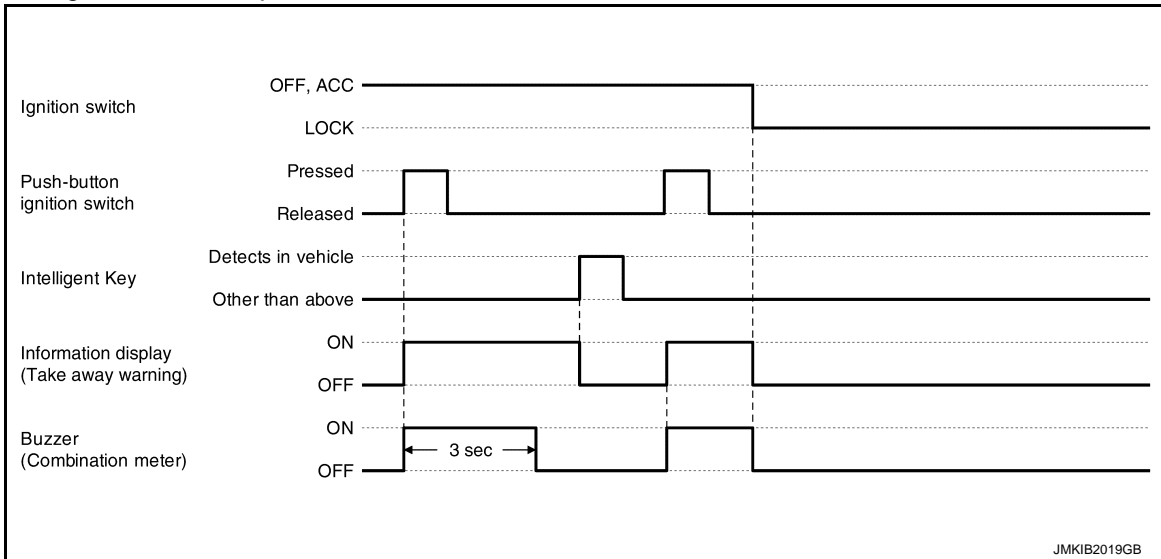 Ignition switch
OFF, ACC
LOCK
Push-button
ignition switch
Pressed
Released
Intelligent Key
Detects in vehicle
Other than above
Information display
(Take away warning)
ON
OFF
Buzzer
(Combination meter)
ON
3 sec
OFF
JMKIB2019GB